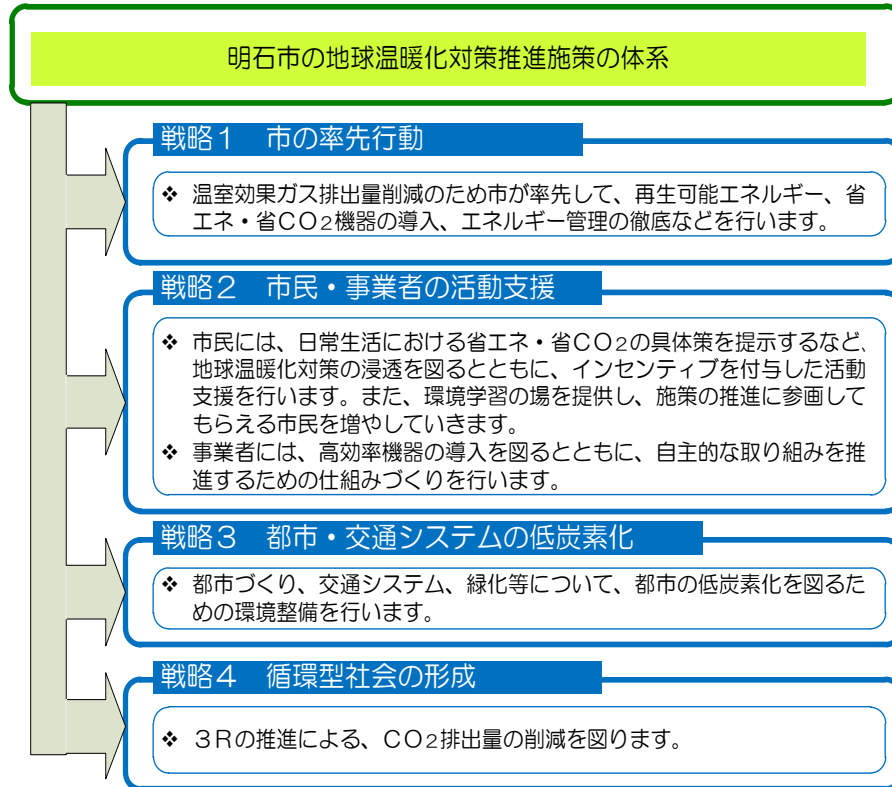 明石市の地球温暖化対策推進施策の体系
戦略１　市の率先行動
❖ 温室効果ガス排出量削減のため市が率先して、再生可能エネルギー、省
エネ・省ＣＯ２機器の導入、エネルギー管理の徹底などを行います。
戦略２　市民・事業者の活動支援
❖ 市民には、日常生活における省エネ・省ＣＯ２の具体策を提示するなど、
地球温暖化対策の浸透を図るとともに、インセンティブを付与した活動
支援を行います。また、環境学習の場を提供し、施策の推進に参画して
もらえる市民を増やしていきます。
❖ 事業者には、高効率機器の導入を図るとともに、自主的な取り組みを推
進するための仕組みづくりを行います。
戦略３　都市・交通システムの低炭素化
❖ 都市づくり、交通システム、緑化等について、都市の低炭素化を図るた
めの環境整備を行います。
戦略４　循環型社会の形成
❖ ３Ｒの推進による、ＣＯ２排出量の削減を図ります。